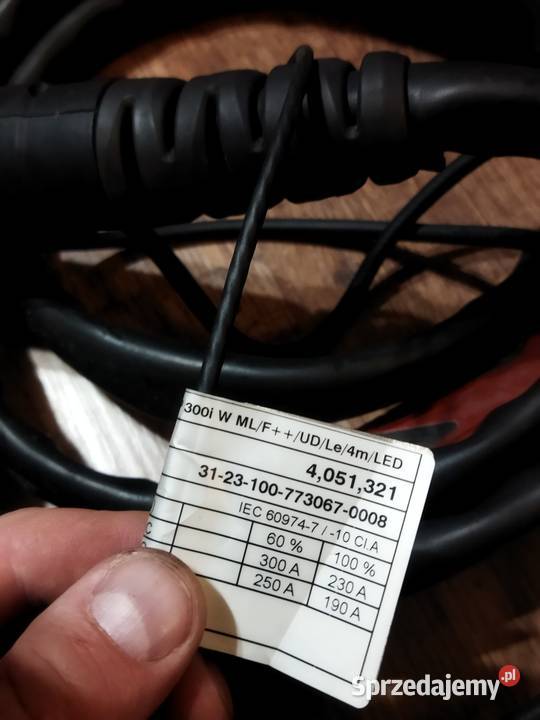 300i W ML/F++/UD/Le/4m/LED
4,051,321
31-23-100-773067-0008
IEC 60974-7 / -10 Cl.A
C 60 % 100 %
300 A 230 A
250 A 190 A
Sprzedajemy.pl